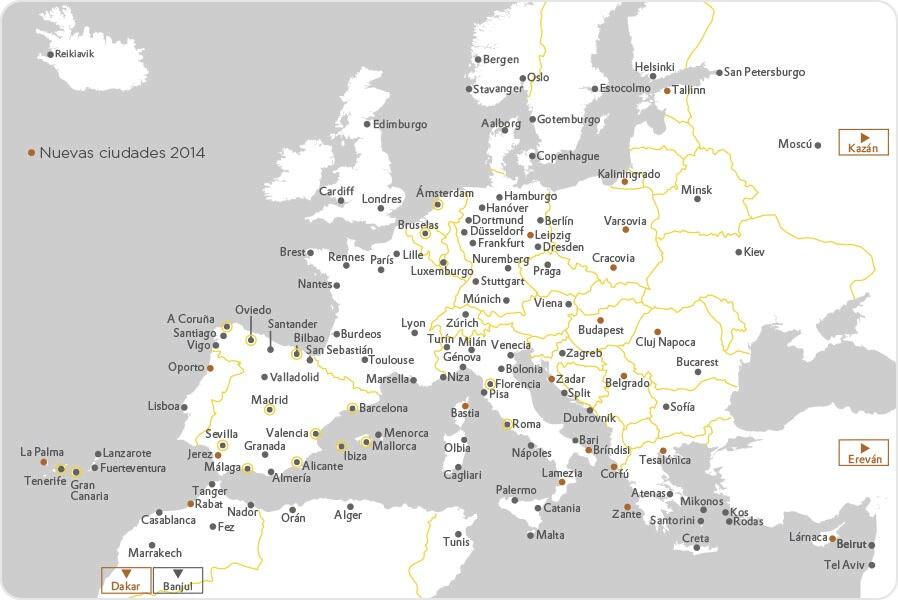 Reikiavik
Bergen
Oslo
Helsinki
San Petersburgo
Stavanger
Estocolmo
Tallinn
Edimburgo
Aalborg
Gotemburgo
Moscú
Kazán
Nuevas ciudades 2014
Copenhague
Kaliningrado
Cardiff
Londres
Ámsterdam
Hamburgo
Minsk
Hanóver
Bruselas
Dortmund
Berlín
Varsovia
Düsseldorf
Leipzig
Frankfurt
Dresden
Brest
Rennes
París
Lille
Luxemburgo
Nuremberg
Praga
Cracovia
Kiev
Nantes
Stuttgart
Múnich
Viena
A Coruña
Oviedo
Santander
Santiago
Vigo
Bilbao
San Sebastián
Burdeos
Lyon
Zúrich
Budapest
Cluj Napoca
Turín
Milán
Venecia
Zagreb
Génova
Oporto
Toulouse
Valladolid
Marsella
Niza
Bolonia
Florencia
Pisa
Zadar
Belgrado
Bucarest
Split
Lisboa
Madrid
Barcelona
Bastia
Dubrovnik
Sofía
Roma
Sevilla
Valencia
Menorca
Mallorca
Ibiza
Olbia
Nápoles
Bari
Bríndisi
Jerez
Granada
La Palma
Lanzarote
Fuerteventura
Tenerife
Gran
Canaria
Málaga
Almería
Alicante
Cagliari
Lamezia
Corfú
Tesalónica
Ereván
Tanger
Rabat
Nador
Orán
Alger
Palermo
Catania
Zante
Atenas
Mikonos
Kos
Santorini
Rodas
Casablanca
Fez
Marrakech
Tunis
Malta
Creta
Lárnaca
Beirut
Tel Aviv
Dakar
Banjul